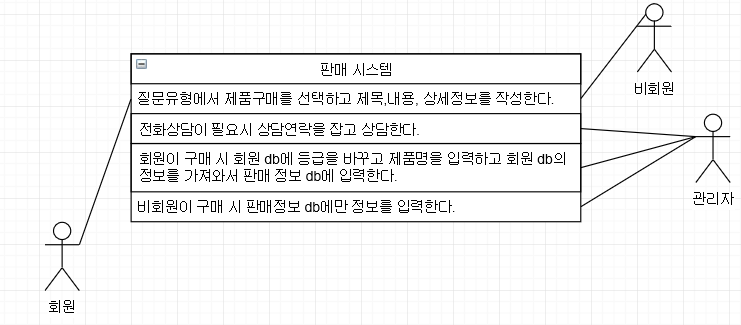 판매 시스템
질문유형에서 제품구매를 선택하고 제목,내용, 상세정보를 작성한다.
비회원
전화상담이 필요시 상담연락을 잡고 상담한다.
회원이 구매 시 회원 db에 등급을 바꾸고 제품명을 입력하고 회원 db의
정보를 가져와서 판매 정보 db에 입력한다.
관리자
비회원이 구매 시 판매정보 db에만 정보를 입력한다.
회원